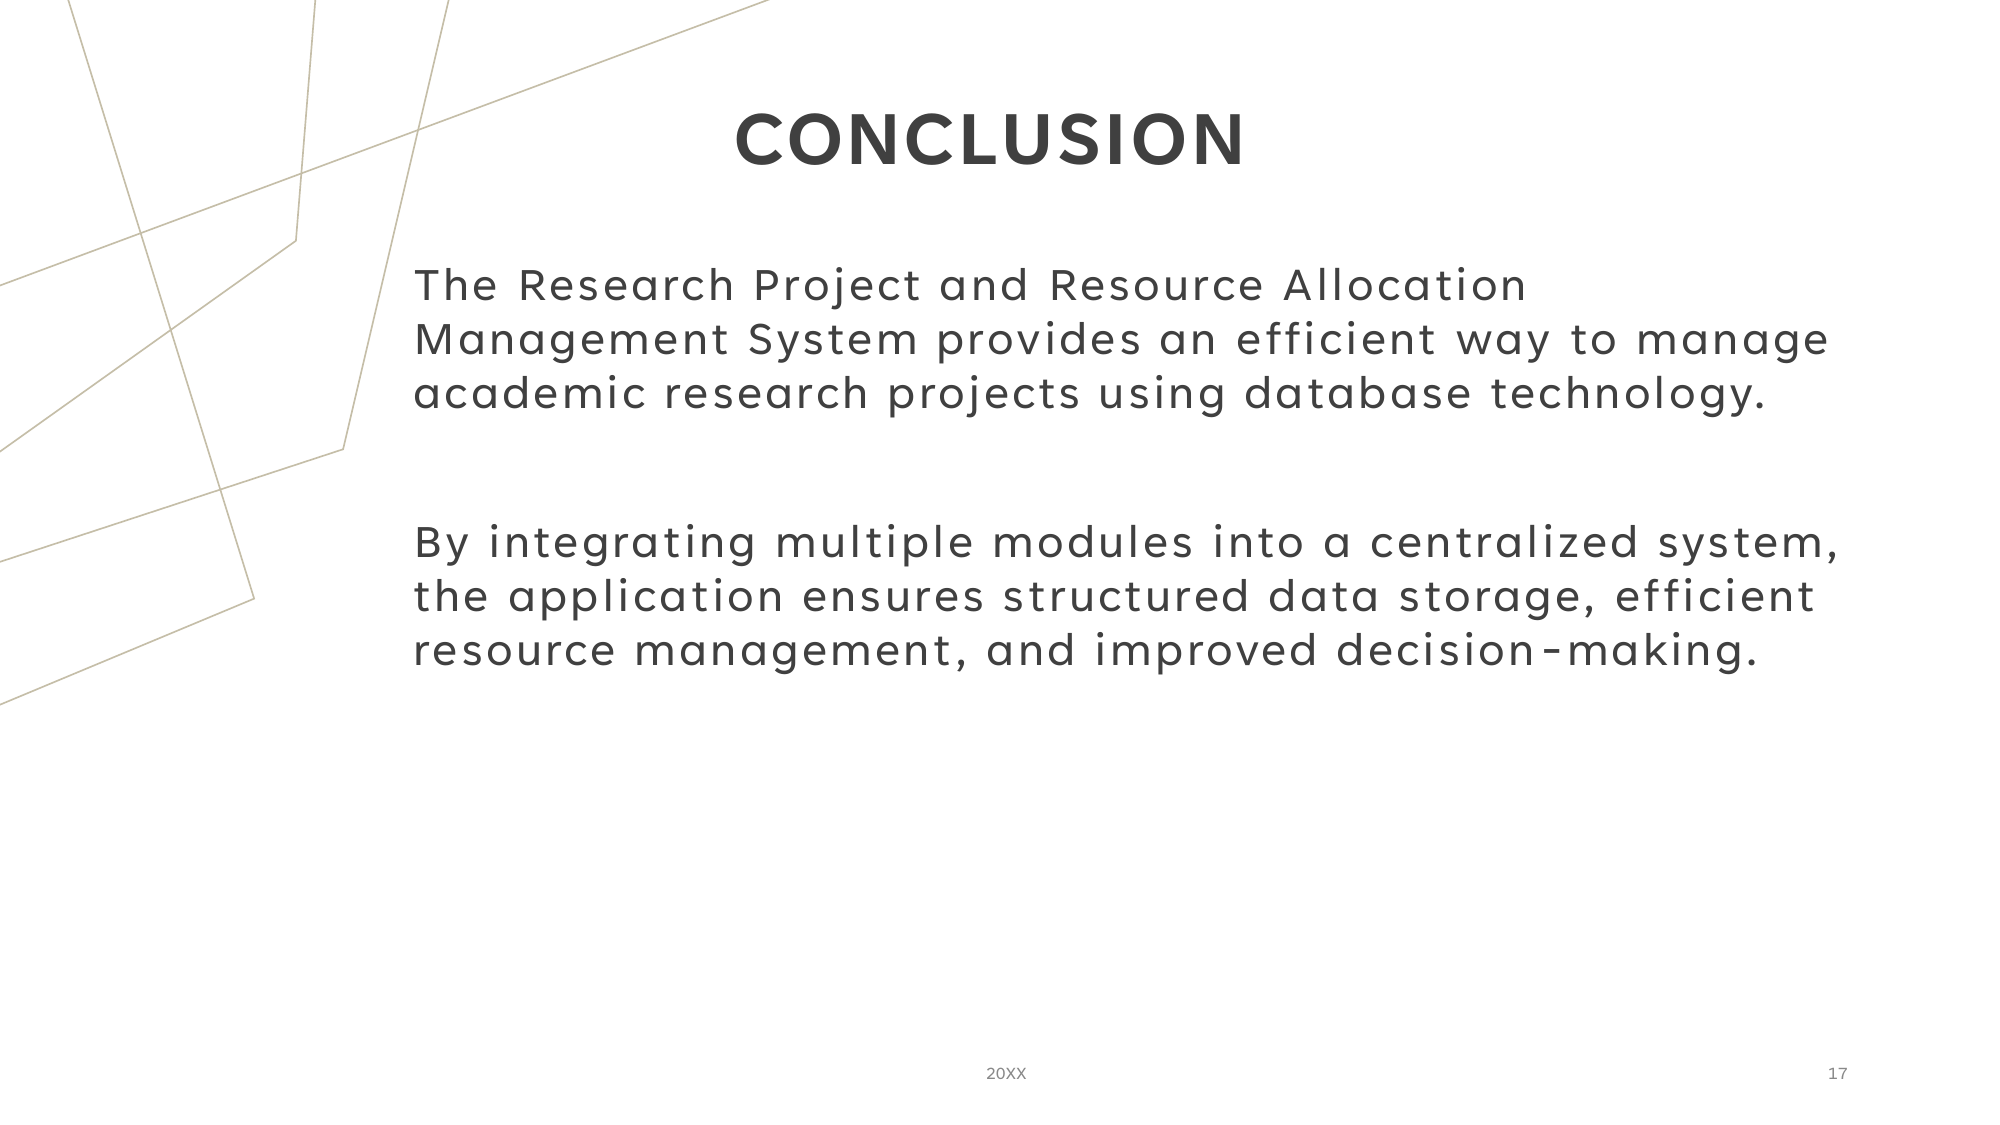 CONCLUSION
The Research Project and Resource Allocation
Management System provides an efficient way to manage
academic research projects using database technology.
By integrating multiple modules into a centralized system,
the application ensures structured data storage, efficient
resource management, and improved decision-making.
20XX
17